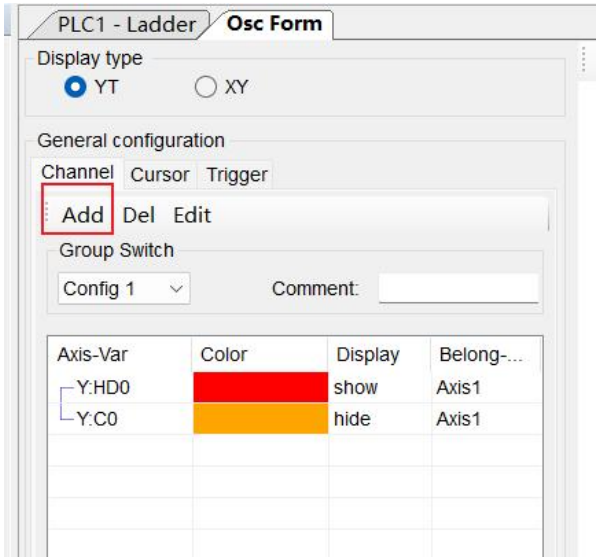 PLC1 - Ladder Osc Form
Display type
YT XY
General configuration
Channel Cursor Trigger
Add Del Edit
Group Switch
Config 1 Comment:
Axis-Var Color Display Belong-...
Y:HD0 show Axis1
Y:C0 hide Axis1